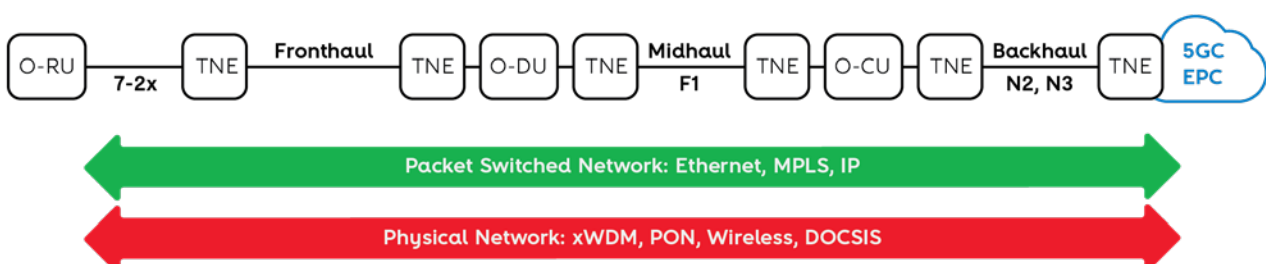 O-RU
7-2x
TNE
Fronthaul
TNE
O-DU
TNE
Midhaul
F1
TNE
O-CU
TNE
Backhaul
N2, N3
TNE
5GC
EPC
Packet Switched Network: Ethernet, MPLS, IP
Physical Network: xWDM, PON, Wireless, DOCSIS